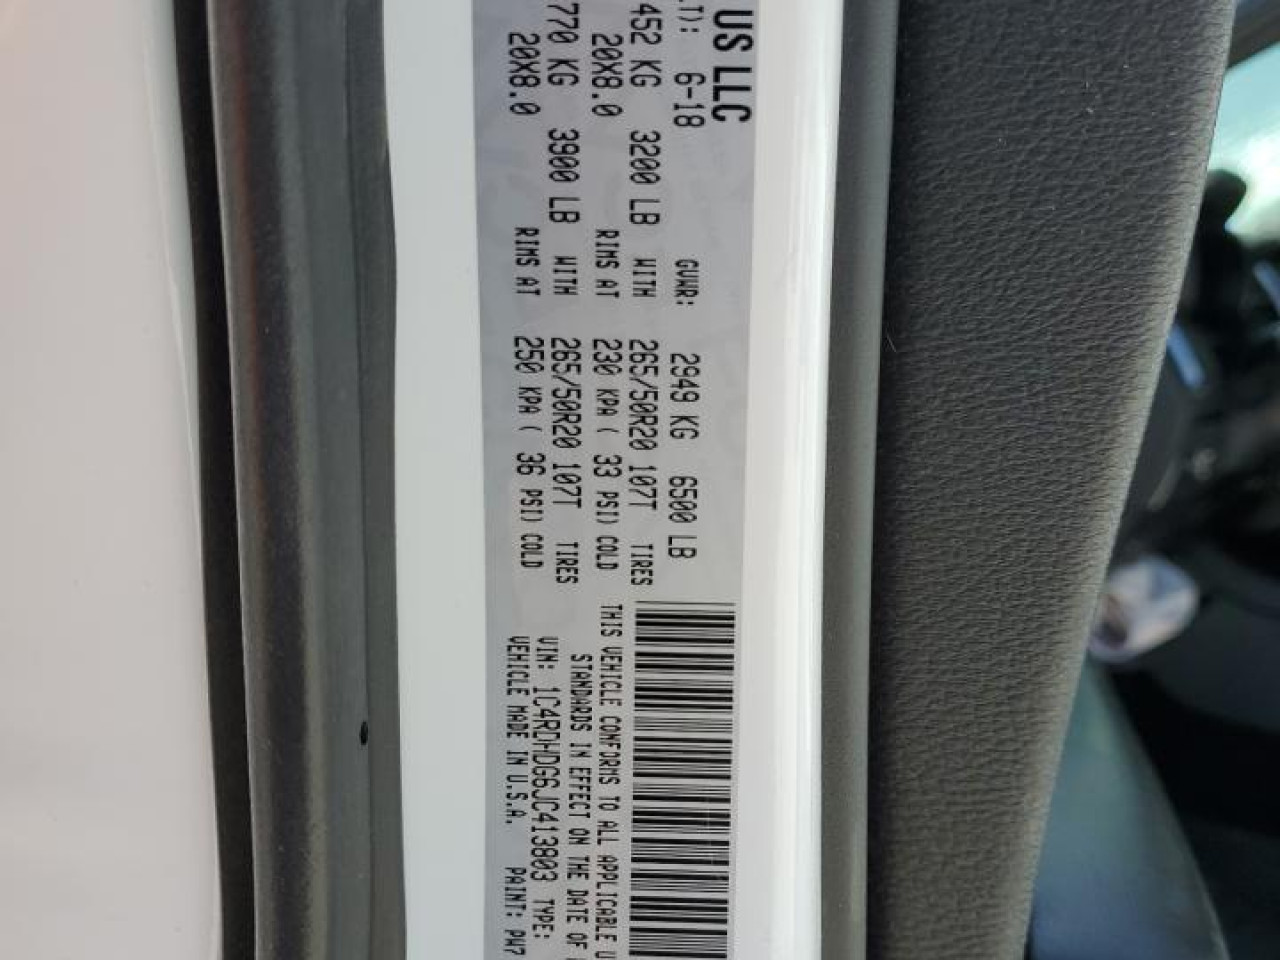 US LLC
.T): 6-18
GVWR: 2949 KG 6500 LB
452 KG 3200 LB WITH 265/50R20 107T TIRES
20X8.0 RIMS AT 230 KPA ( 33 PSI) COLD
770 KG 3900 LB WITH 265/50R20 107T TIRES
20X8.0 RIMS AT 250 KPA ( 36 PSI) COLD
THIS VEHICLE CONFORMS TO ALL APPLICABLE U
STANDARDS IN EFFECT ON THE DATE OF
VIN: 1C4RDHDG6JC413803 TYPE:
VEHICLE MADE IN U.S.A. PAINT: PW7